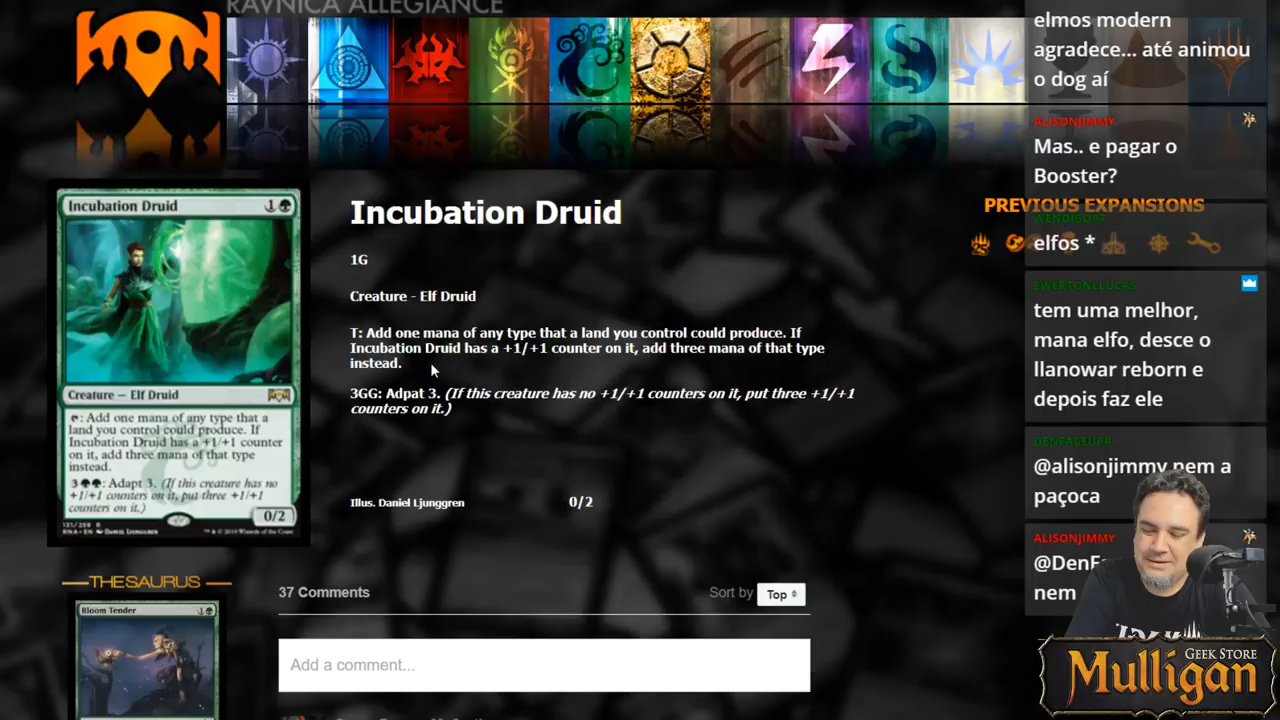 RAVNICA ALLEGIANCE
Incubation Druid
Creature — Elf Druid
: Add one mana of any type that a
land you control could produce. If
Incubation Druid has a +1/+1 counter
on it, add three mana of that type
instead.
3 : Adapt 3. (If this creature has
no +1/+1 counters on it, put three +1/+1
counters on it.)
0/2
Incubation Druid
1G
Creature - Elf Druid
T: Add one mana of any type that a land you control could produce. If
Incubation Druid has a +1/+1 counter on it, add three mana of that type
instead.
3GG: Adpat 3. (If this creature has no +1/+1 counters on it, put three +1/+1
counters on it.)
Illus. Daniel Ljunggren
0/2
THESAURUS
Bloom Tender
37 Comments
Sort by
Top
Add a comment...
PREVIOUS EXPANSIONS
elmos modern
agradece... até animou
o dog aí
ALISONJIMMY
Mas.. e pagar o
Booster?
elfos *
EWERTONLLUCAS
tem uma melhor,
mana elfo, desce o
llanowar reborn e
depois faz ele
DENFACEUPP
@alisonjimmy nem a
paçoca
ALISONJIMMY
nem
GEEK STORE
Mulligan